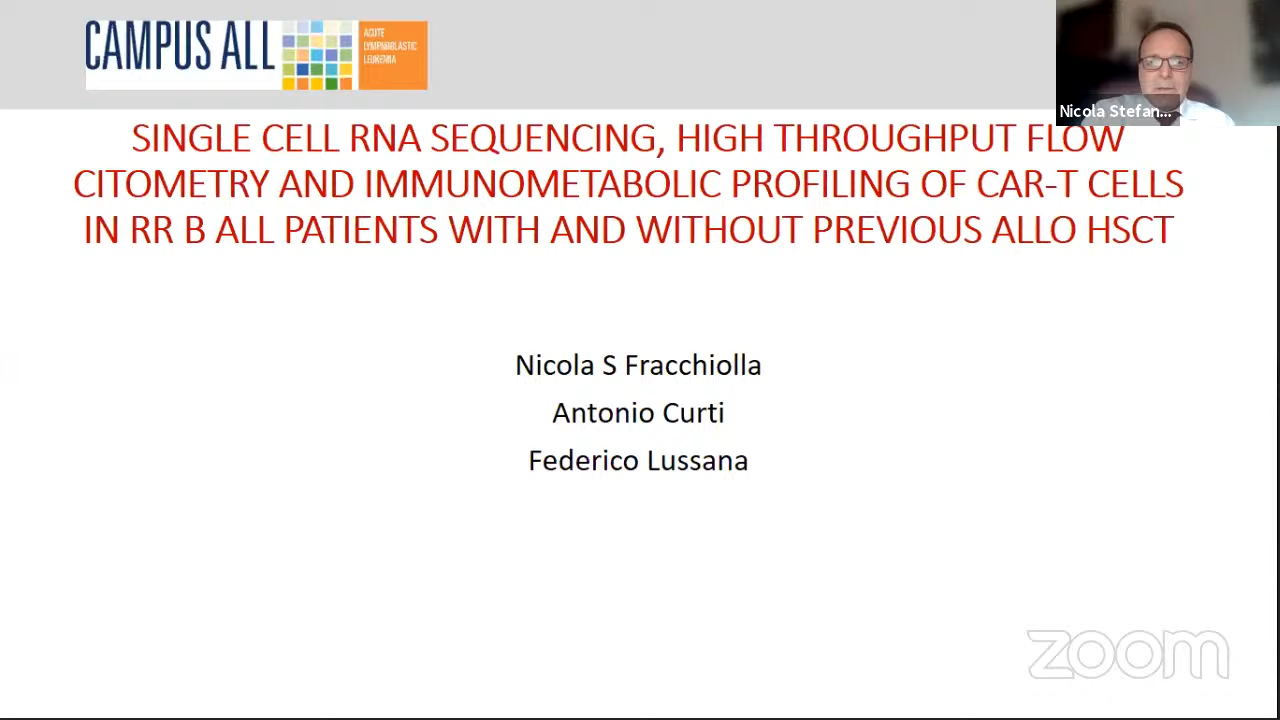 CAMPUS ALL
ACUTE
LYMPHOBLASTIC
LEUKEMIA
Nicola Stefan...
SINGLE CELL RNA SEQUENCING, HIGH THROUGHPUT FLOW
CITOMETRY AND IMMUNOMETABOLIC PROFILING OF CAR-T CELLS
IN RR B ALL PATIENTS WITH AND WITHOUT PREVIOUS ALLO HSCT
Nicola S Fracchiolla
Antonio Curti
Federico Lussana
zoom